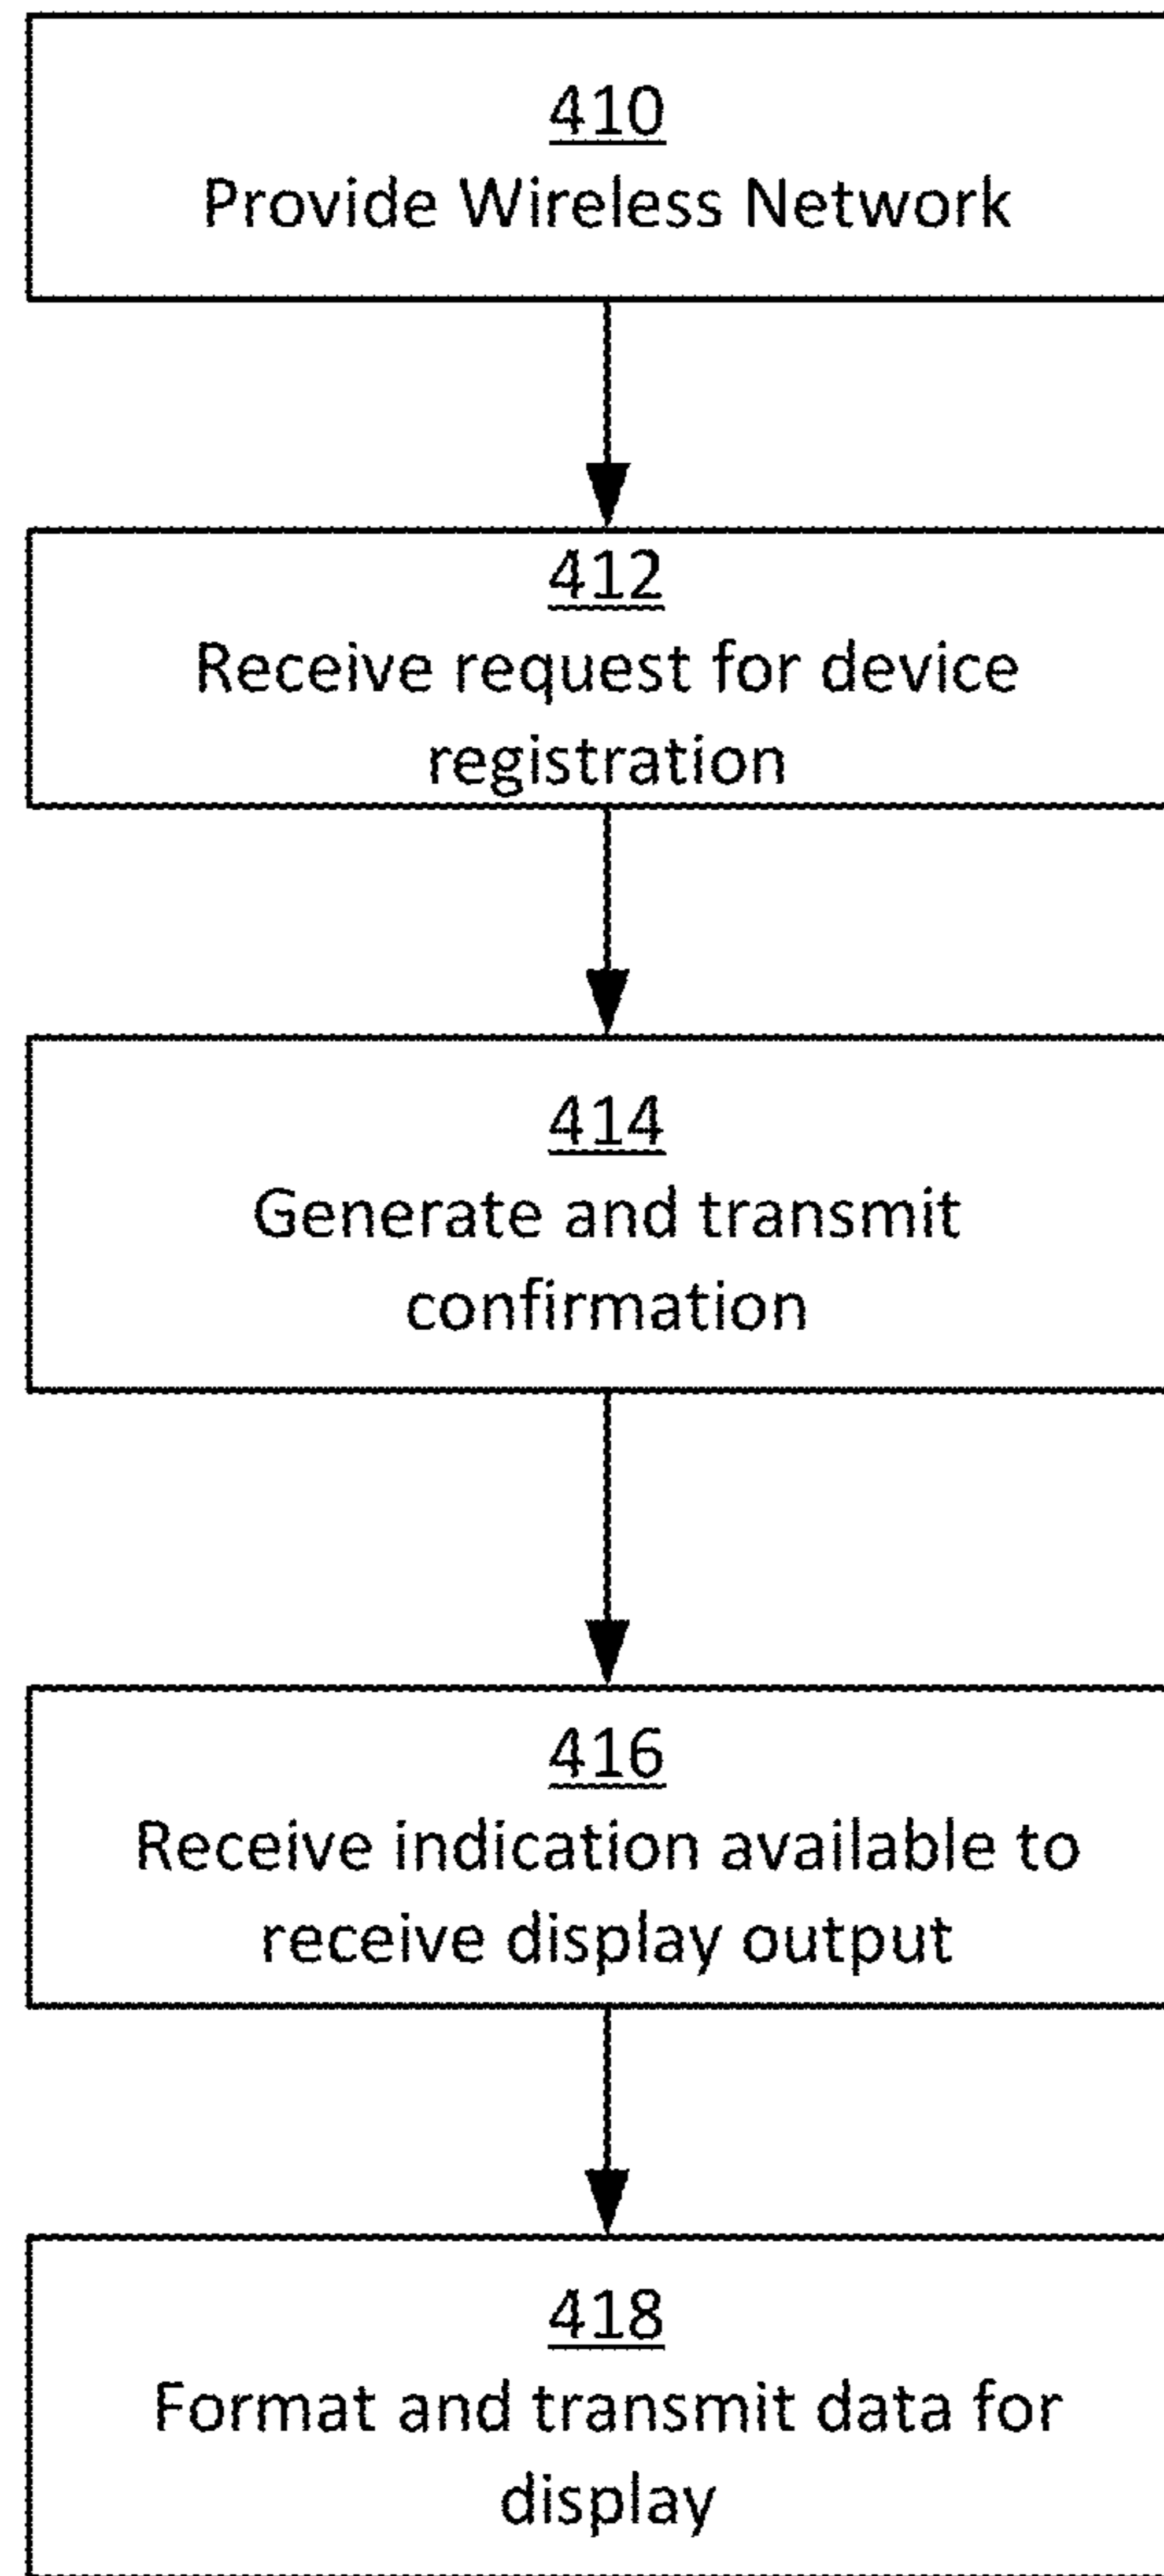 410
Provide Wireless Network
412
Receive request for device
registration
414
Generate and transmit
confirmation
416
Receive indication available to
receive display output
418
Format and transmit data for
display